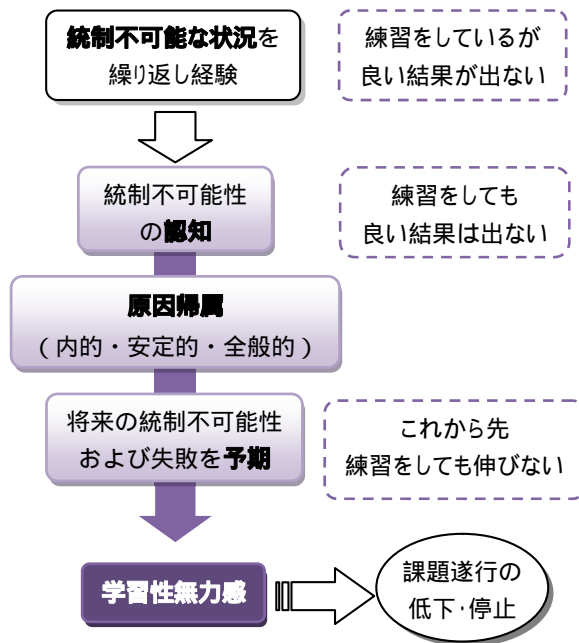 統制不可能な状況を
繰り返し経験
練習をしているが
良い結果が出ない
統制不可能性
の認知
練習をしても
良い結果は出ない
原因帰属
(内的・安定的・全般的)
将来の統制不可能性
および失敗を予期
これから先
練習をしても伸びない
学習性無力感
課題遂行の
低下･停止